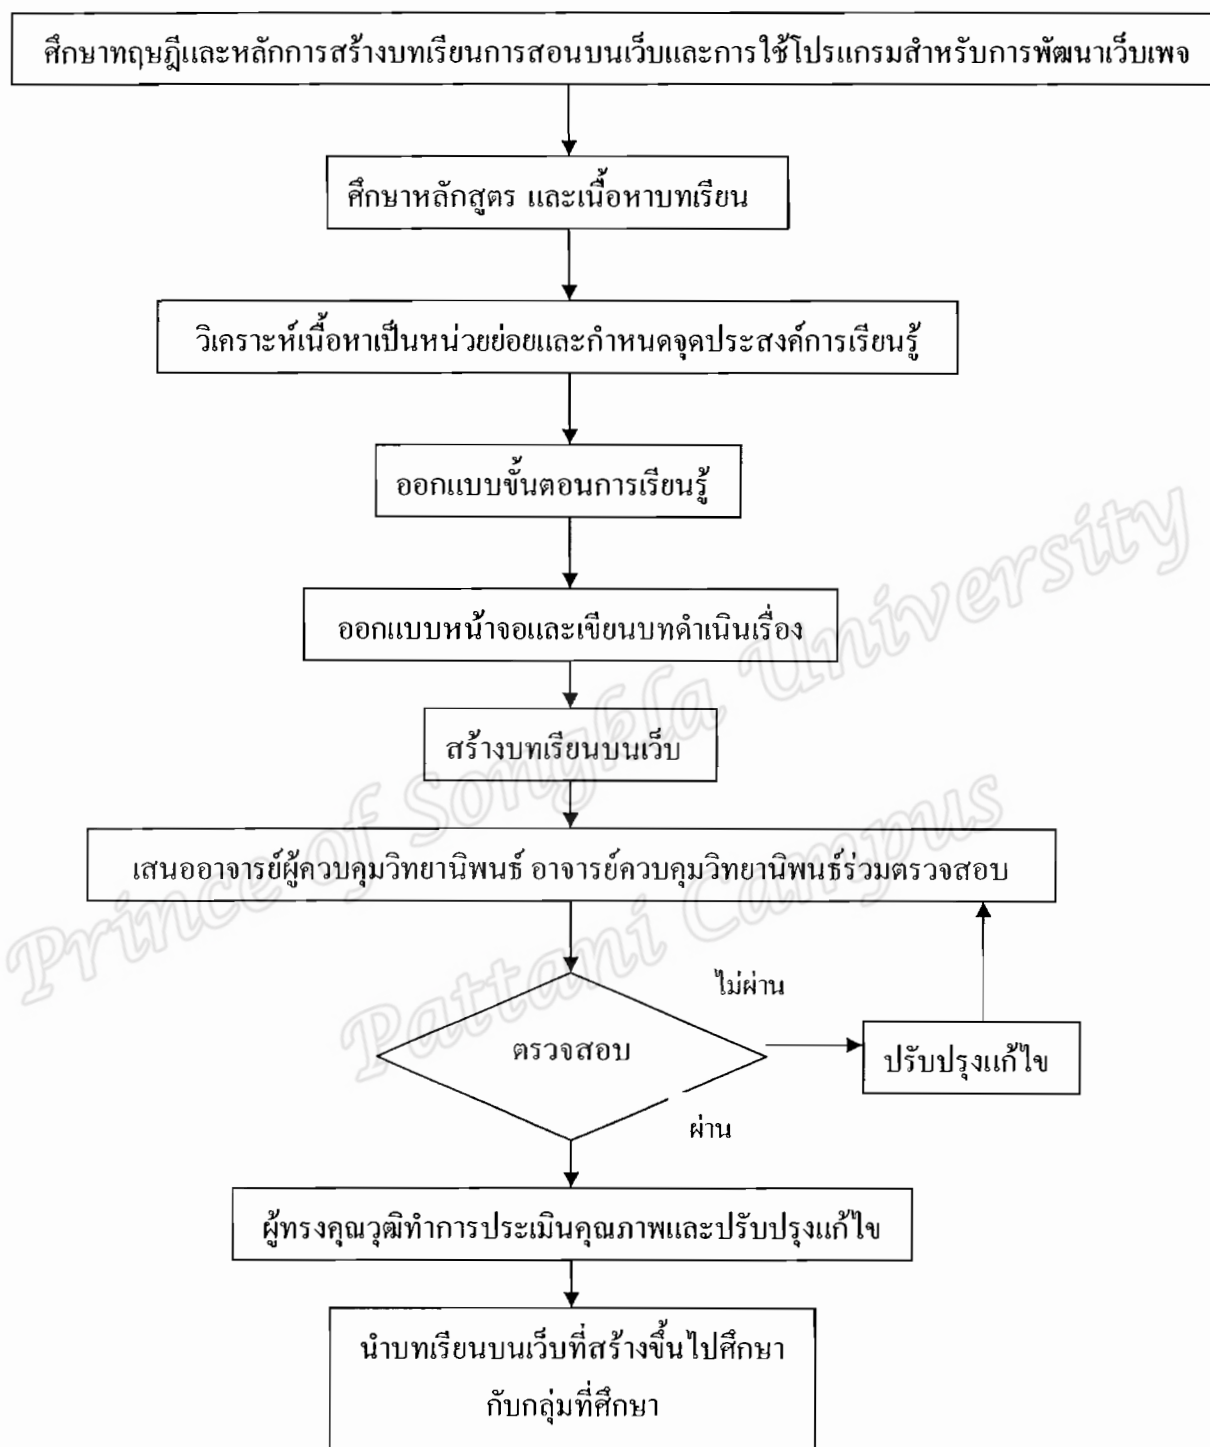 ศึกษาทฤษฎีและหลักการสร้างบทเรียนการสอนบนเว็บและการใช้โปรแกรมสำหรับการพัฒนาเว็บเพจ
ศึกษาหลักสูตร และเนื้อหาบทเรียน
วิเคราะห์เนื้อหาเป็นหน่วยย่อยและกำหนดจุดประสงค์การเรียนรู้
ออกแบบขั้นตอนการเรียนรู้
ออกแบบหน้าจอและเขียนบทดำเนินเรื่อง
สร้างบทเรียนบนเว็บ
เสนออาจารย์ผู้ควบคุมวิทยานิพนธ์ อาจารย์ควบคุมวิทยานิพนธ์ร่วมตรวจสอบ
ไม่ผ่าน
ตรวจสอบ
ปรับปรุงแก้ไข
ผ่าน
ผู้ทรงคุณวุฒิทำการประเมินคุณภาพและปรับปรุงแก้ไข
นำบทเรียนบนเว็บที่สร้างขึ้นไปศึกษา
กับกลุ่มที่ศึกษา
Prince of Songkla University
Pattani Campus